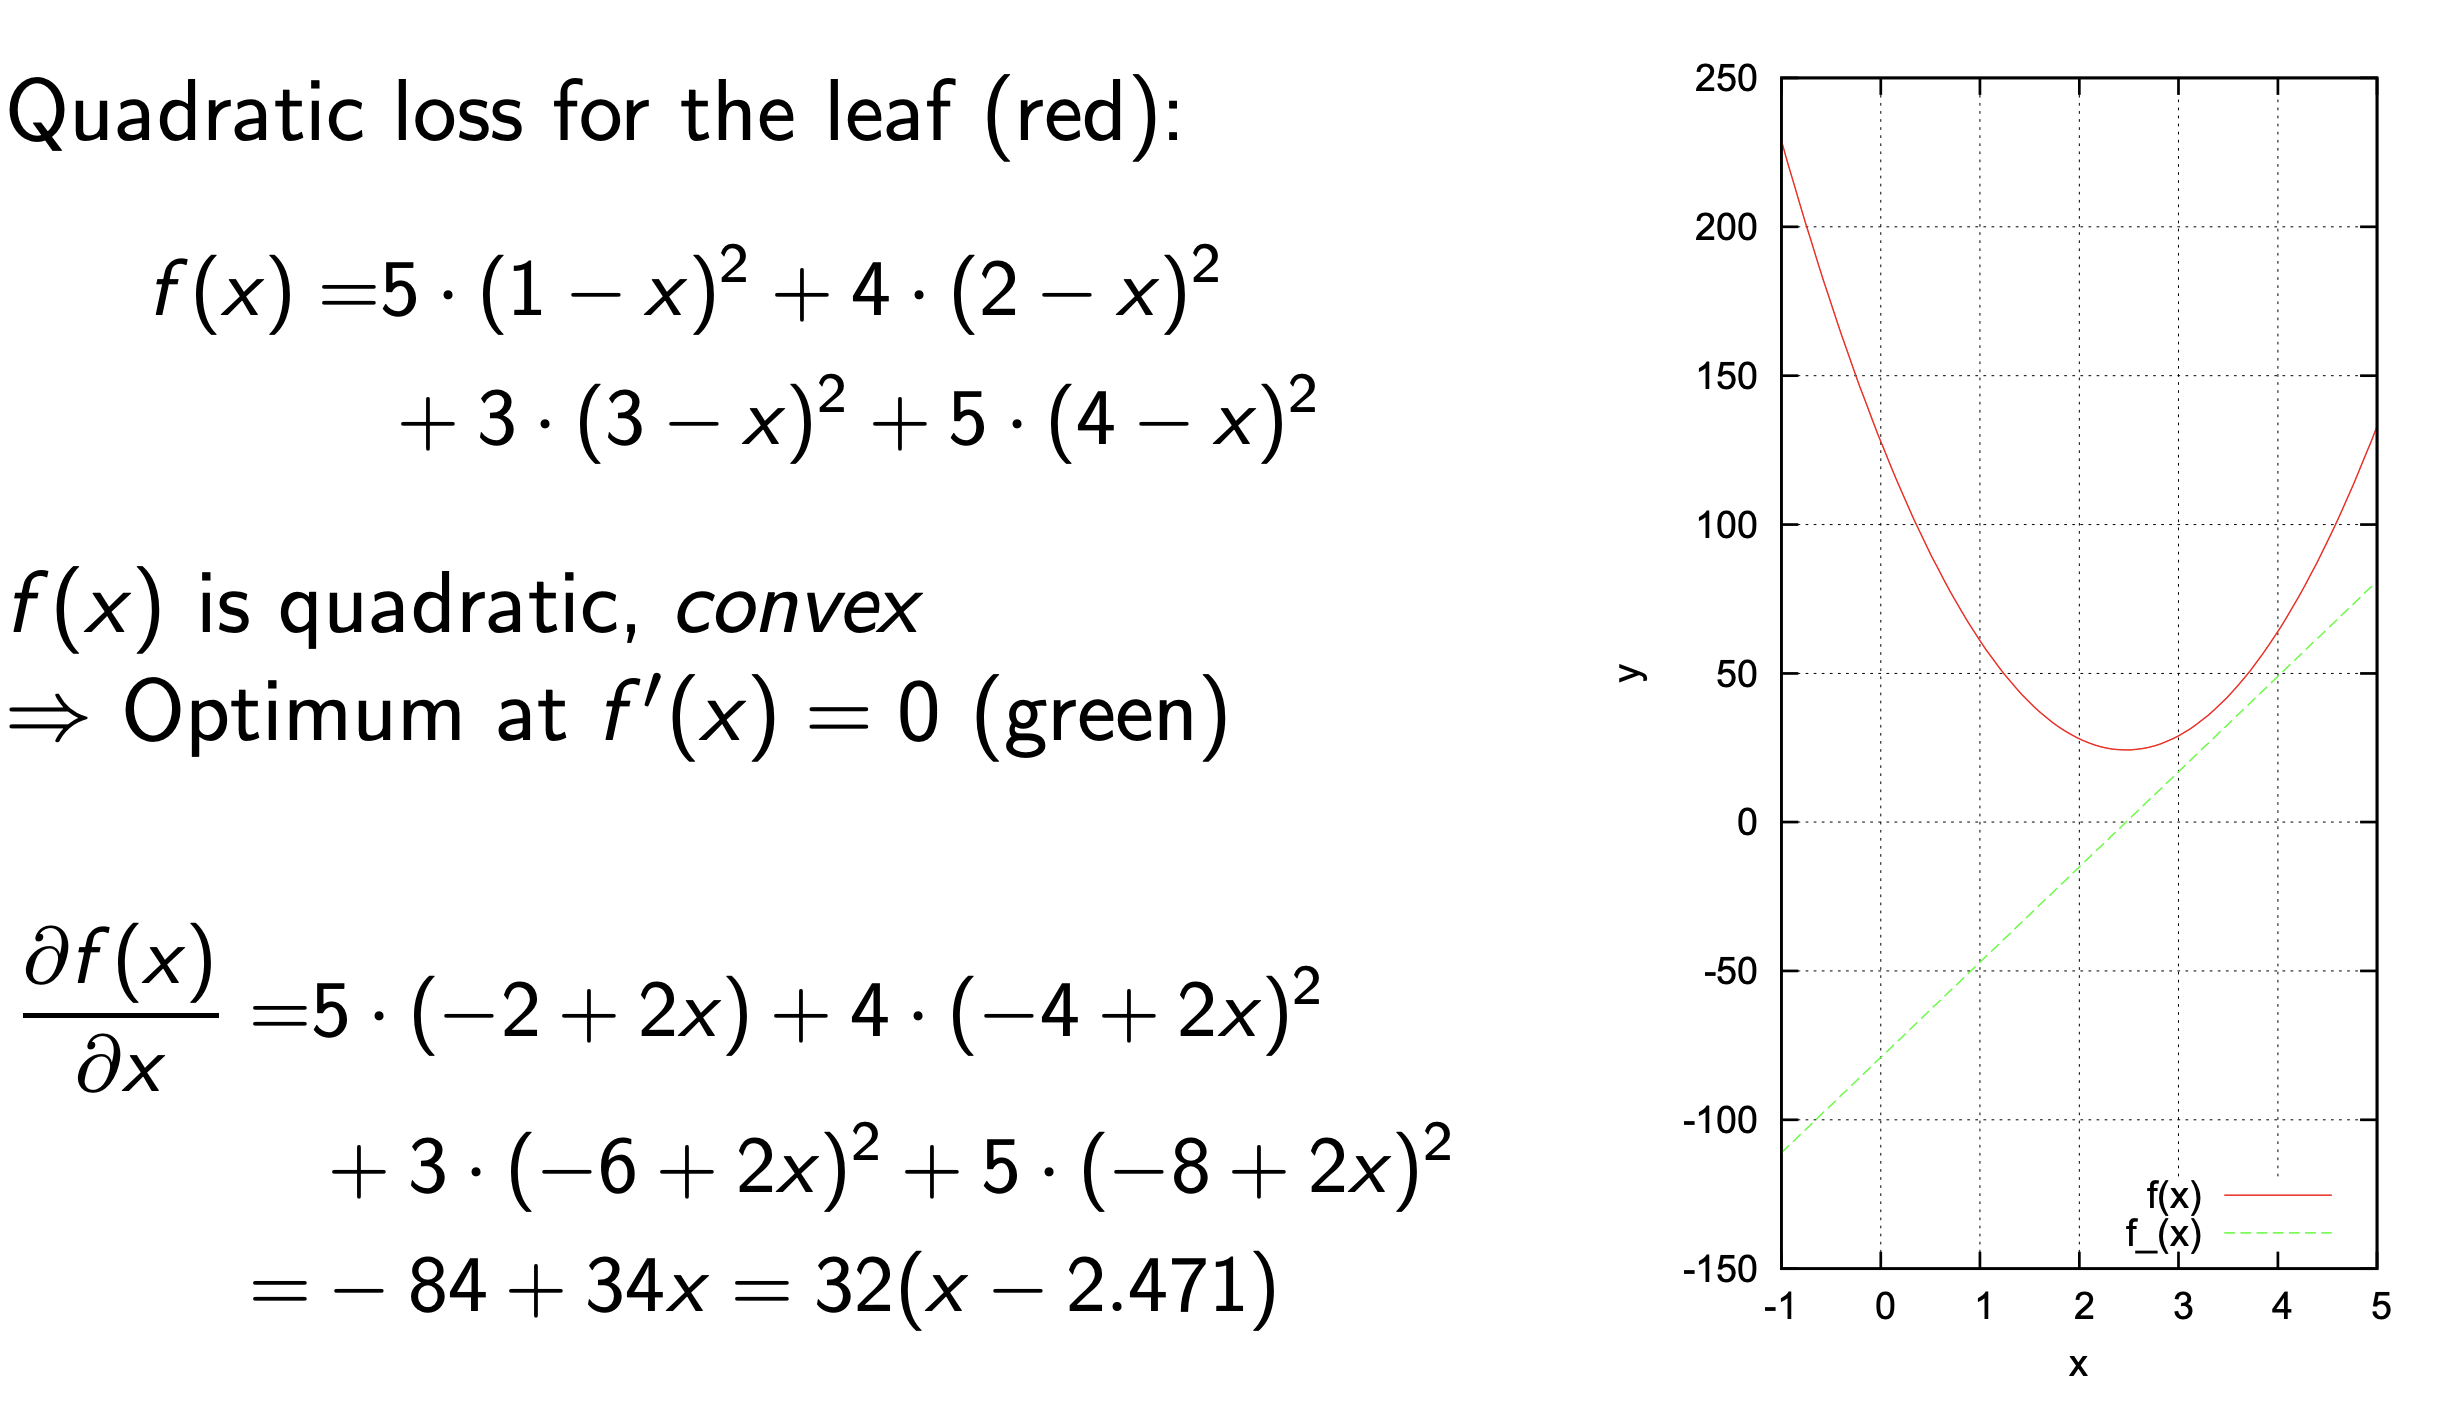 Quadratic loss for the leaf (red):
f(x) =5 · (1 − x)² + 4 · (2 − x)²
+ 3 · (3 − x)² + 5 · (4 − x)²
f(x) is quadratic, convex
⇒ Optimum at f′(x) = 0 (green)
∂f(x)/∂x =5 · (−2 + 2x) + 4 · (−4 + 2x)²
+ 3 · (−6 + 2x)² + 5 · (−8 + 2x)²
= − 84 + 34x = 32(x − 2.471)
250
200
150
100
50
0
-50
-100
-150
y
f(x)
f_(x)
-1 0 1 2 3 4 5
x